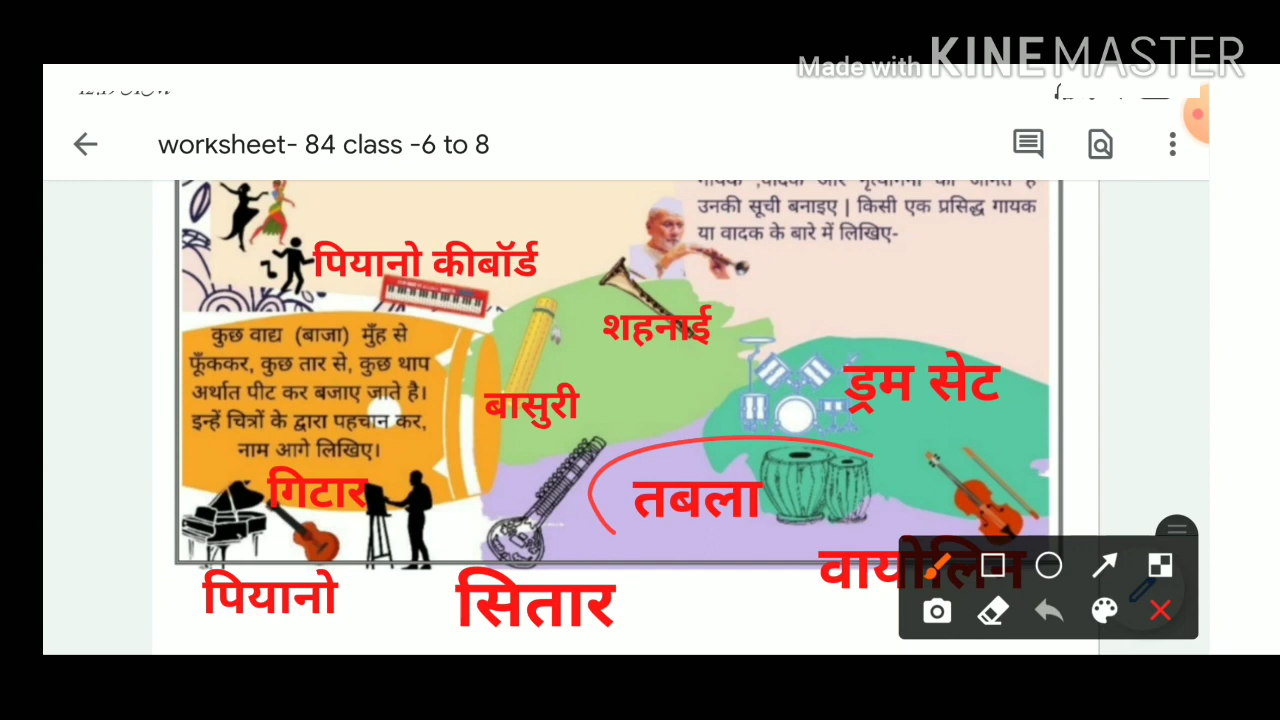 Made with KINEMASTER
worksheet- 84 class -6 to 8
उनकी सूची बनाइए | किसी एक प्रसिद्ध गायक
या वादक के बारे में लिखिए-
पियानो कीबॉर्ड
शहनाई
कुछ वाद्य (बाजा) मुँह से
फूँककर, कुछ तार से, कुछ थाप
अर्थात पीट कर बजाए जाते है।
इन्हें चित्रों के द्वारा पहचान कर,
नाम आगे लिखिए।
बासुरी
ड्रम सेट
गिटार
तबला
वायोलिन
पियानो
सितार